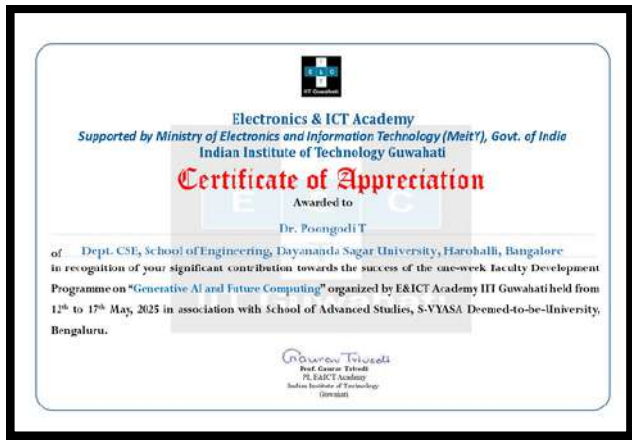 E I C
IIT Guwahati
Electronics & ICT Academy
Supported by Ministry of Electronics and Information Technology (MeitY), Govt. of India
Indian Institute of Technology Guwahati
Certificate of Appreciation
Awarded to
Dr. Poongodi T
of Dept. CSE, School of Engineering, Dayananda Sagar University, Harohalli, Bangalore
in recognition of your significant contribution towards the success of the one-week Faculty Development
Programme on “Generative AI and Future Computing” organized by E&ICT Academy IIT Guwahati held from
12th to 17th May, 2025 in association with School of Advanced Studies, S-VYASA Deemed-to-be-University,
Bengaluru.
Gaurav Trivedi
Prof. Gaurav Trivedi
PI, E&ICT Academy
Indian Institute of Technology
Guwahati